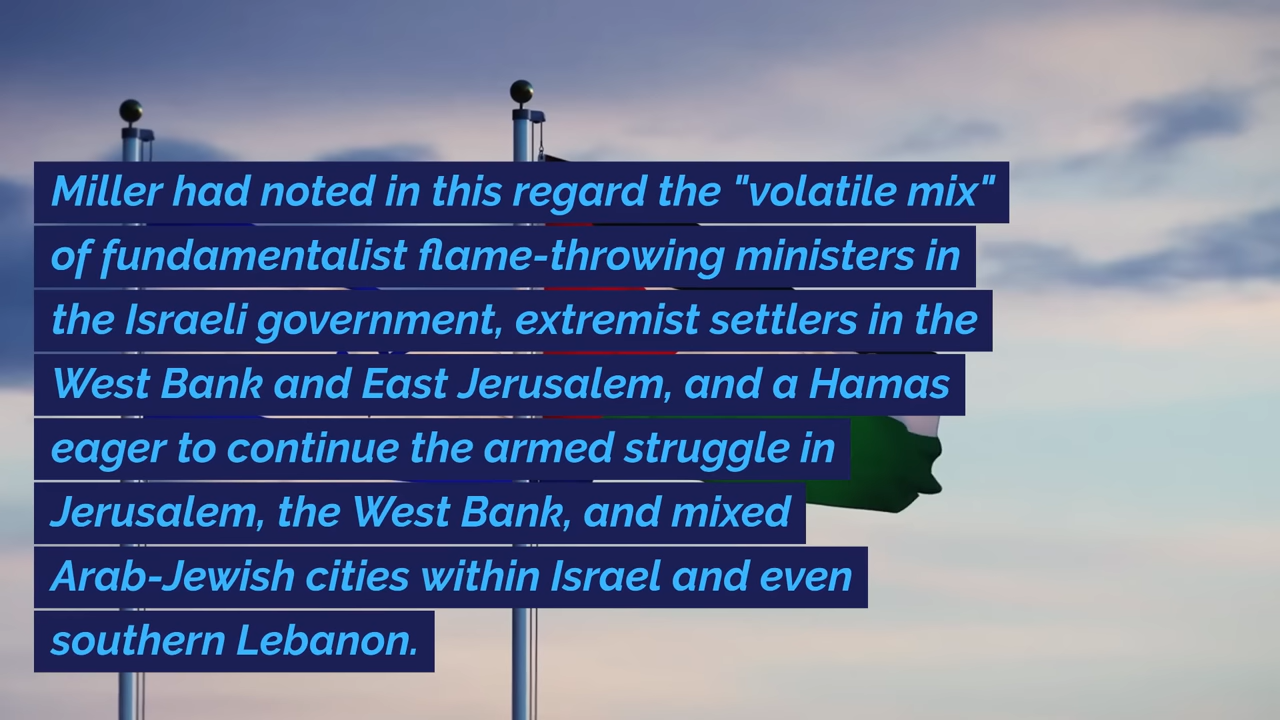 Miller had noted in this regard the "volatile mix"
of fundamentalist flame-throwing ministers in
the Israeli government, extremist settlers in the
West Bank and East Jerusalem, and a Hamas
eager to continue the armed struggle in
Jerusalem, the West Bank, and mixed
Arab-Jewish cities within Israel and even
southern Lebanon.